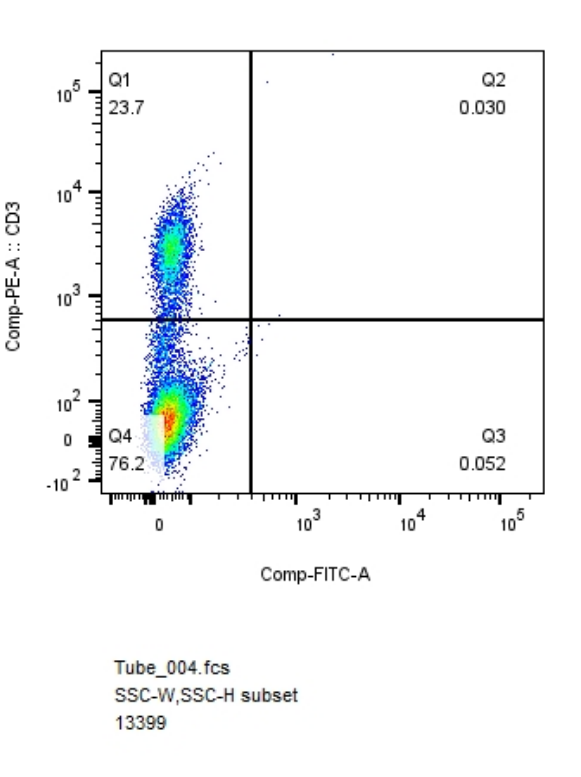 Q1
23.7
Q2
0.030
10^5
10^4
10^3
10^2
0
-10^2
Comp-PE-A :: CD3
Q4
76.2
Q3
0.052
0
10^3
10^4
10^5
Comp-FITC-A
Tube_004.fcs
SSC-W,SSC-H subset
13399